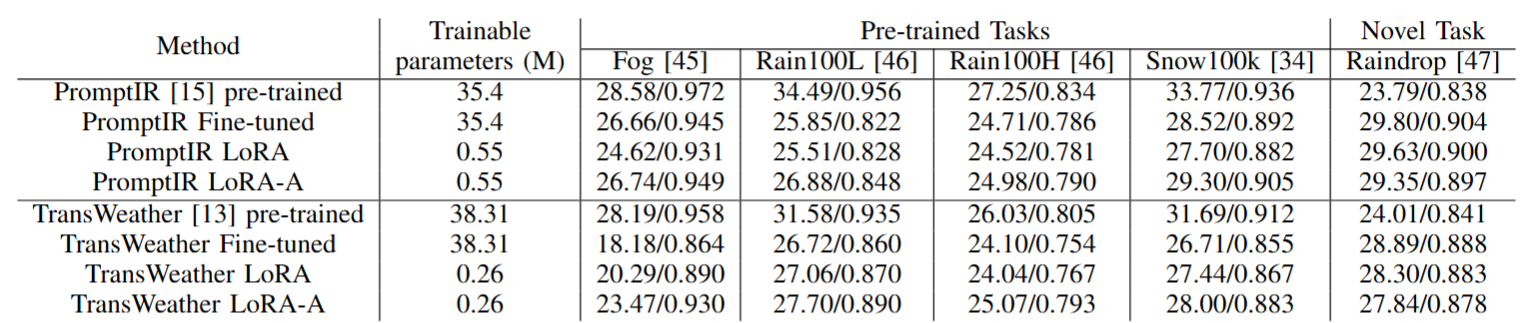 Method Trainable parameters (M) Pre-trained Tasks Novel Task
Fog [45] Rain100L [46] Rain100H [46] Snow100k [34] Raindrop [47]
PromptIR [15] pre-trained 35.4 28.58/0.972 34.49/0.956 27.25/0.834 33.77/0.936 23.79/0.838
PromptIR Fine-tuned 35.4 26.66/0.945 25.85/0.822 24.71/0.786 28.52/0.892 29.80/0.904
PromptIR LoRA 0.55 24.62/0.931 25.51/0.828 24.52/0.781 27.70/0.882 29.63/0.900
PromptIR LoRA-A 0.55 26.74/0.949 26.88/0.848 24.98/0.790 29.30/0.905 29.35/0.897
TransWeather [13] pre-trained 38.31 28.19/0.958 31.58/0.935 26.03/0.805 31.69/0.912 24.01/0.841
TransWeather Fine-tuned 38.31 18.18/0.864 26.72/0.860 24.10/0.754 26.71/0.855 28.89/0.888
TransWeather LoRA 0.26 20.29/0.890 27.06/0.870 24.04/0.767 27.44/0.867 28.30/0.883
TransWeather LoRA-A 0.26 23.47/0.930 27.70/0.890 25.07/0.793 28.00/0.883 27.84/0.878